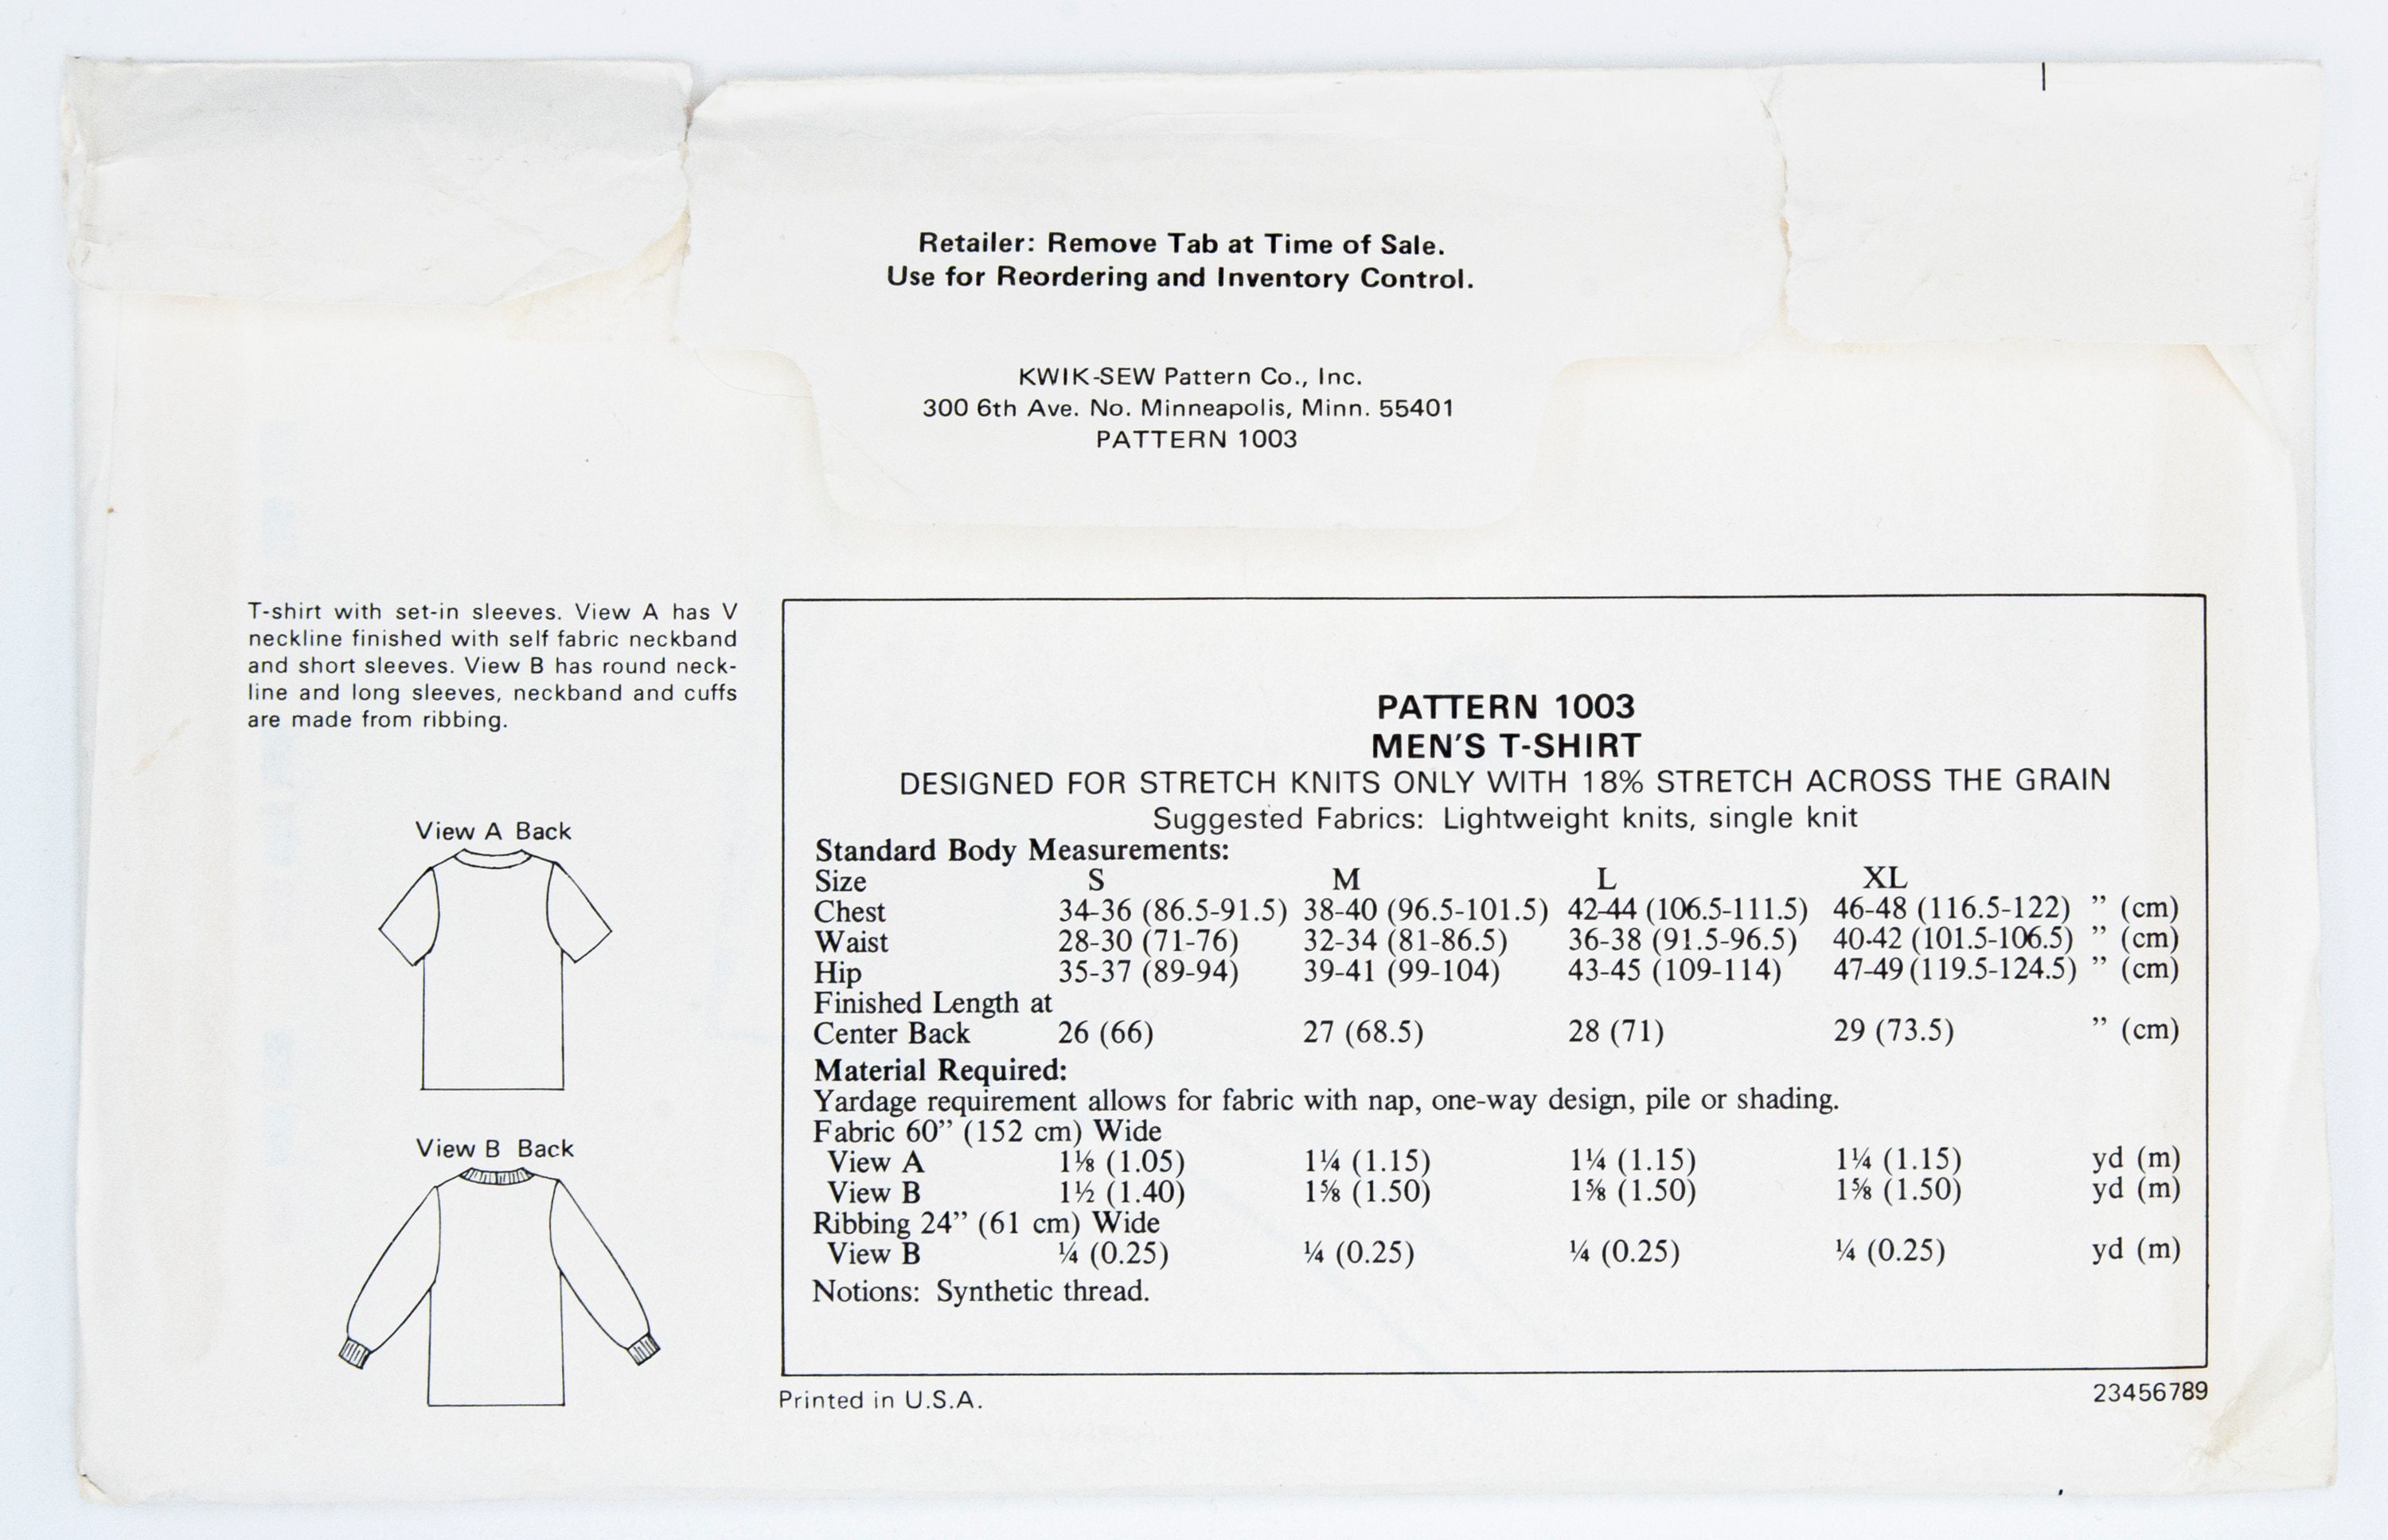 Retailer: Remove Tab at Time of Sale.
Use for Reordering and Inventory Control.
KWIK-SEW Pattern Co., Inc.
300 6th Ave. No. Minneapolis, Minn. 55401
PATTERN 1003
T-shirt with set-in sleeves. View A has V
neckline finished with self fabric neckband
and short sleeves. View B has round neck-
line and long sleeves, neckband and cuffs
are made from ribbing.
View A Back
View B Back
PATTERN 1003
MEN'S T-SHIRT
DESIGNED FOR STRETCH KNITS ONLY WITH 18% STRETCH ACROSS THE GRAIN
Suggested Fabrics: Lightweight knits, single knit
Standard Body Measurements:
Size S M L XL
Chest 34-36 (86.5-91.5) 38-40 (96.5-101.5) 42-44 (106.5-111.5) 46-48 (116.5-122) ” (cm)
Waist 28-30 (71-76) 32-34 (81-86.5) 36-38 (91.5-96.5) 40-42 (101.5-106.5) ” (cm)
Hip 35-37 (89-94) 39-41 (99-104) 43-45 (109-114) 47-49 (119.5-124.5) ” (cm)
Finished Length at
Center Back 26 (66) 27 (68.5) 28 (71) 29 (73.5) ” (cm)
Material Required:
Yardage requirement allows for fabric with nap, one-way design, pile or shading.
Fabric 60” (152 cm) Wide
View A 1⅛ (1.05) 1¼ (1.15) 1¼ (1.15) 1¼ (1.15) yd (m)
View B 1½ (1.40) 1⅝ (1.50) 1⅝ (1.50) 1⅝ (1.50) yd (m)
Ribbing 24” (61 cm) Wide
View B ¼ (0.25) ¼ (0.25) ¼ (0.25) ¼ (0.25) yd (m)
Notions: Synthetic thread.
Printed in U.S.A.
23456789